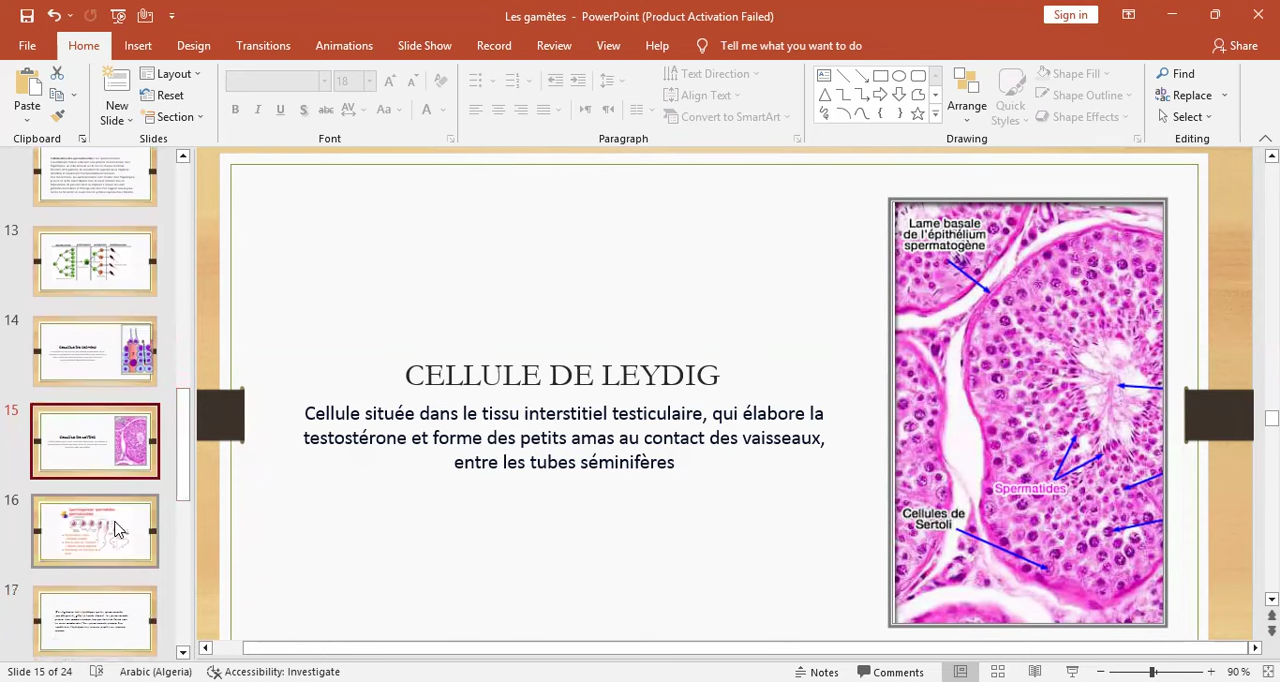 Les gamètes - PowerPoint (Product Activation Failed)
Sign in
File Home Insert Design Transitions Animations Slide Show Record Review View Help Tell me what you want to do Share
Paste
Clipboard
New Slide
Layout
Reset
Section
Slides
18
Font
Text Direction
Align Text
Convert to SmartArt
Paragraph
Arrange
Quick Styles
Shape Fill
Shape Outline
Shape Effects
Drawing
Find
Replace
Select
Editing
13
14
15
16
17
CELLULE DE LEYDIG
Cellule située dans le tissu interstitiel testiculaire, qui élabore la
testostérone et forme des petits amas au contact des vaisseaux,
entre les tubes séminifères
Lame basale
de l'épithélium
spermatogène
Spermatides
Cellules de
Sertoli
Slide 15 of 24 Arabic (Algeria) Accessibility: Investigate Notes Comments 90 %